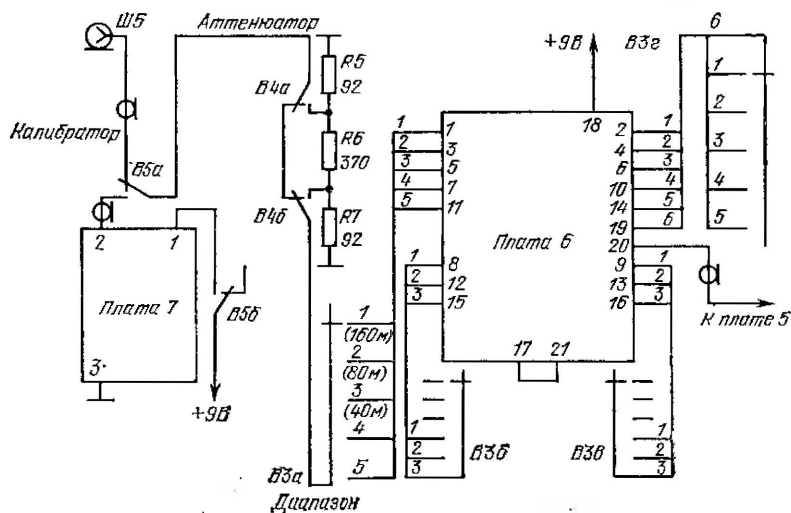 Ш5
Аттенюатор
Калибратор
В5а
2 1
Плата 7
3
В5б
+9В
В4а
В4б
R5
92
R6
370
R7
92
1
(160м)
2
(80м)
3
(40м)
4
5
В3а
Диапазон
+9В
18
1 1
2 3
3 5
4 7
5 11
1 8
2 12
3 15
Плата 6
2 1
4 2
6 3
10 4
14 5
19 6
20
9 1
13 2
16 3
17 21
В3г
6
1
2
3
4
5
К плате 5
1
2
3
В3б
В3в
1
2
3